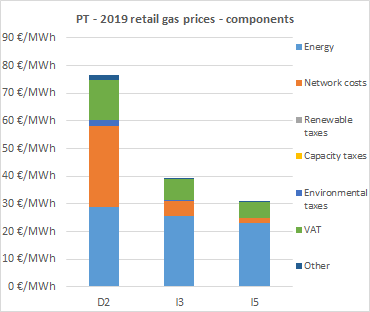 PT - 2019 retail gas prices - components
90 €/MWh
80 €/MWh
70 €/MWh
60 €/MWh
50 €/MWh
40 €/MWh
30 €/MWh
20 €/MWh
10 €/MWh
0 €/MWh
D2
I3
I5
Energy
Network costs
Renewable
taxes
Capacity taxes
Environmental
taxes
VAT
Other